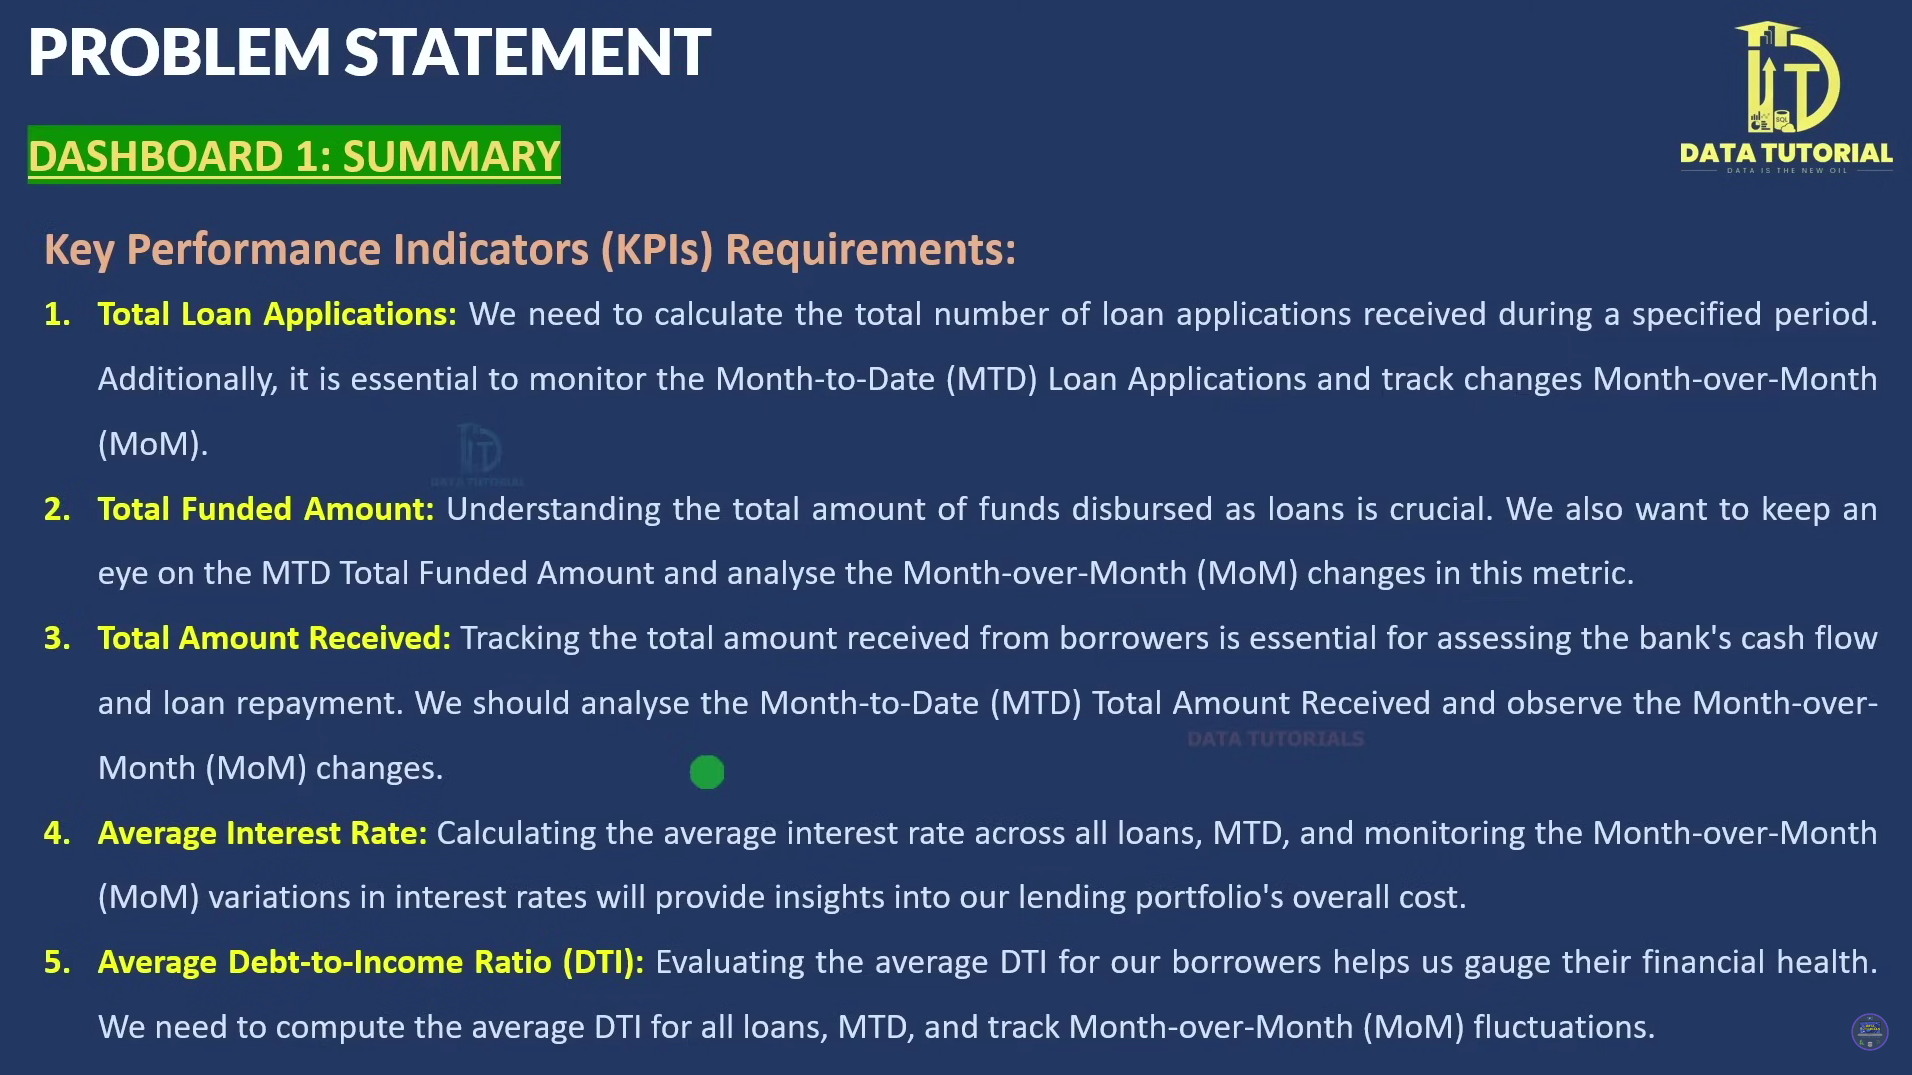 PROBLEM STATEMENT
DATA TUTORIAL
DATA IS THE NEW OIL
DASHBOARD 1: SUMMARY
Key Performance Indicators (KPIs) Requirements:
1. Total Loan Applications: We need to calculate the total number of loan applications received during a specified period.
Additionally, it is essential to monitor the Month-to-Date (MTD) Loan Applications and track changes Month-over-Month
(MoM).
DATA TUTORIAL
2. Total Funded Amount: Understanding the total amount of funds disbursed as loans is crucial. We also want to keep an
eye on the MTD Total Funded Amount and analyse the Month-over-Month (MoM) changes in this metric.
3. Total Amount Received: Tracking the total amount received from borrowers is essential for assessing the bank's cash flow
and loan repayment. We should analyse the Month-to-Date (MTD) Total Amount Received and observe the Month-over-
DATA TUTORIALS
Month (MoM) changes.
4. Average Interest Rate: Calculating the average interest rate across all loans, MTD, and monitoring the Month-over-Month
(MoM) variations in interest rates will provide insights into our lending portfolio's overall cost.
5. Average Debt-to-Income Ratio (DTI): Evaluating the average DTI for our borrowers helps us gauge their financial health.
We need to compute the average DTI for all loans, MTD, and track Month-over-Month (MoM) fluctuations.